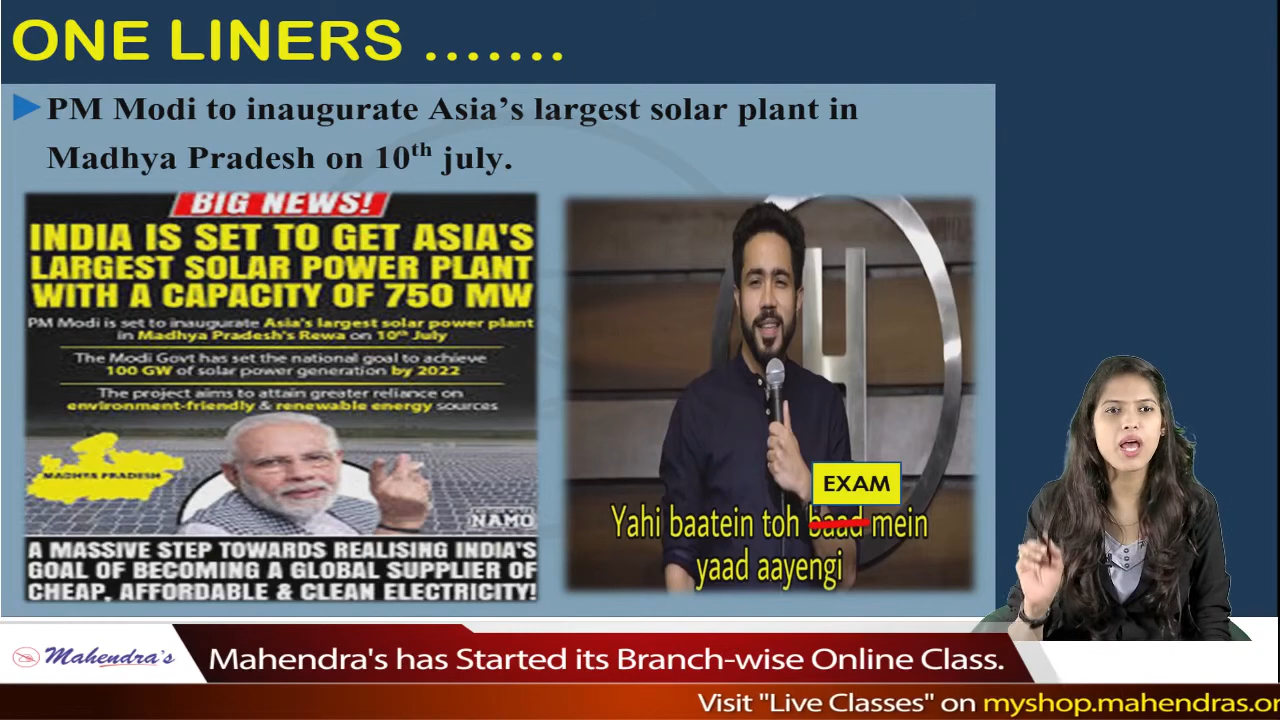 ONE LINERS .......
PM Modi to inaugurate Asia's largest solar plant in
Madhya Pradesh on 10th july.
BIG NEWS!
INDIA IS SET TO GET ASIA'S
LARGEST SOLAR POWER PLANT
WITH A CAPACITY OF 750 MW
PM Modi is set to inaugurate Asia's largest solar power plant
in Madhya Pradesh's Rewa on 10th July
The Modi Govt has set the national goal to achieve
100 GW of solar power generation by 2022
The project aims to attain greater reliance on
environment-friendly & renewable energy sources
MADHYA PRADESH
NAMO
A MASSIVE STEP TOWARDS REALISING INDIA'S
GOAL OF BECOMING A GLOBAL SUPPLIER OF
CHEAP, AFFORDABLE & CLEAN ELECTRICITY!
EXAM
Yahi baatein toh baad mein
yaad aayengi
Mahendra's
Mahendra's has Started its Branch-wise Online Class.
Visit "Live Classes" on myshop.mahendras.or